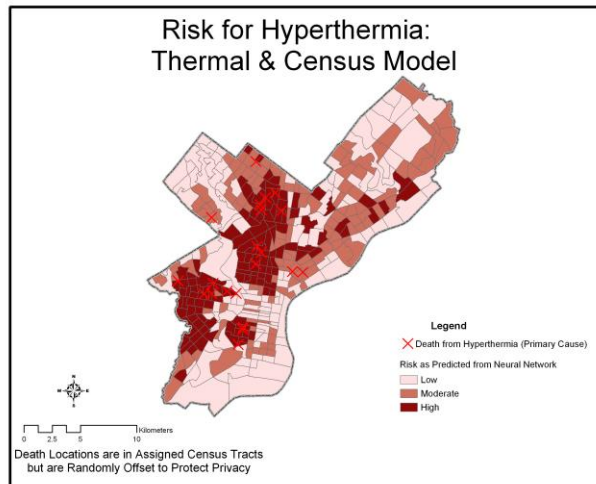 Risk for Hyperthermia:
Thermal & Census Model
Legend
Death from Hyperthermia (Primary Cause)
Risk as Predicted from Neural Network
Low
Moderate
High
N
W E
S
0 2.5 5 10
Kilometers
Death Locations are in Assigned Census Tracts
but are Randomly Offset to Protect Privacy